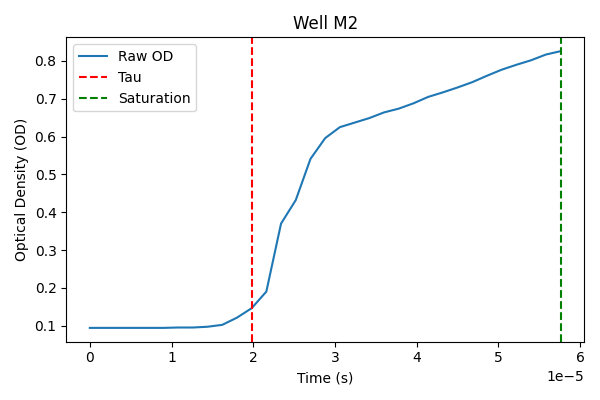 Well M2
Raw OD
Tau
Saturation
Optical Density (OD)
0.8
0.7
0.6
0.5
0.4
0.3
0.2
0.1
0 1 2 3 4 5 6
1e−5
Time (s)